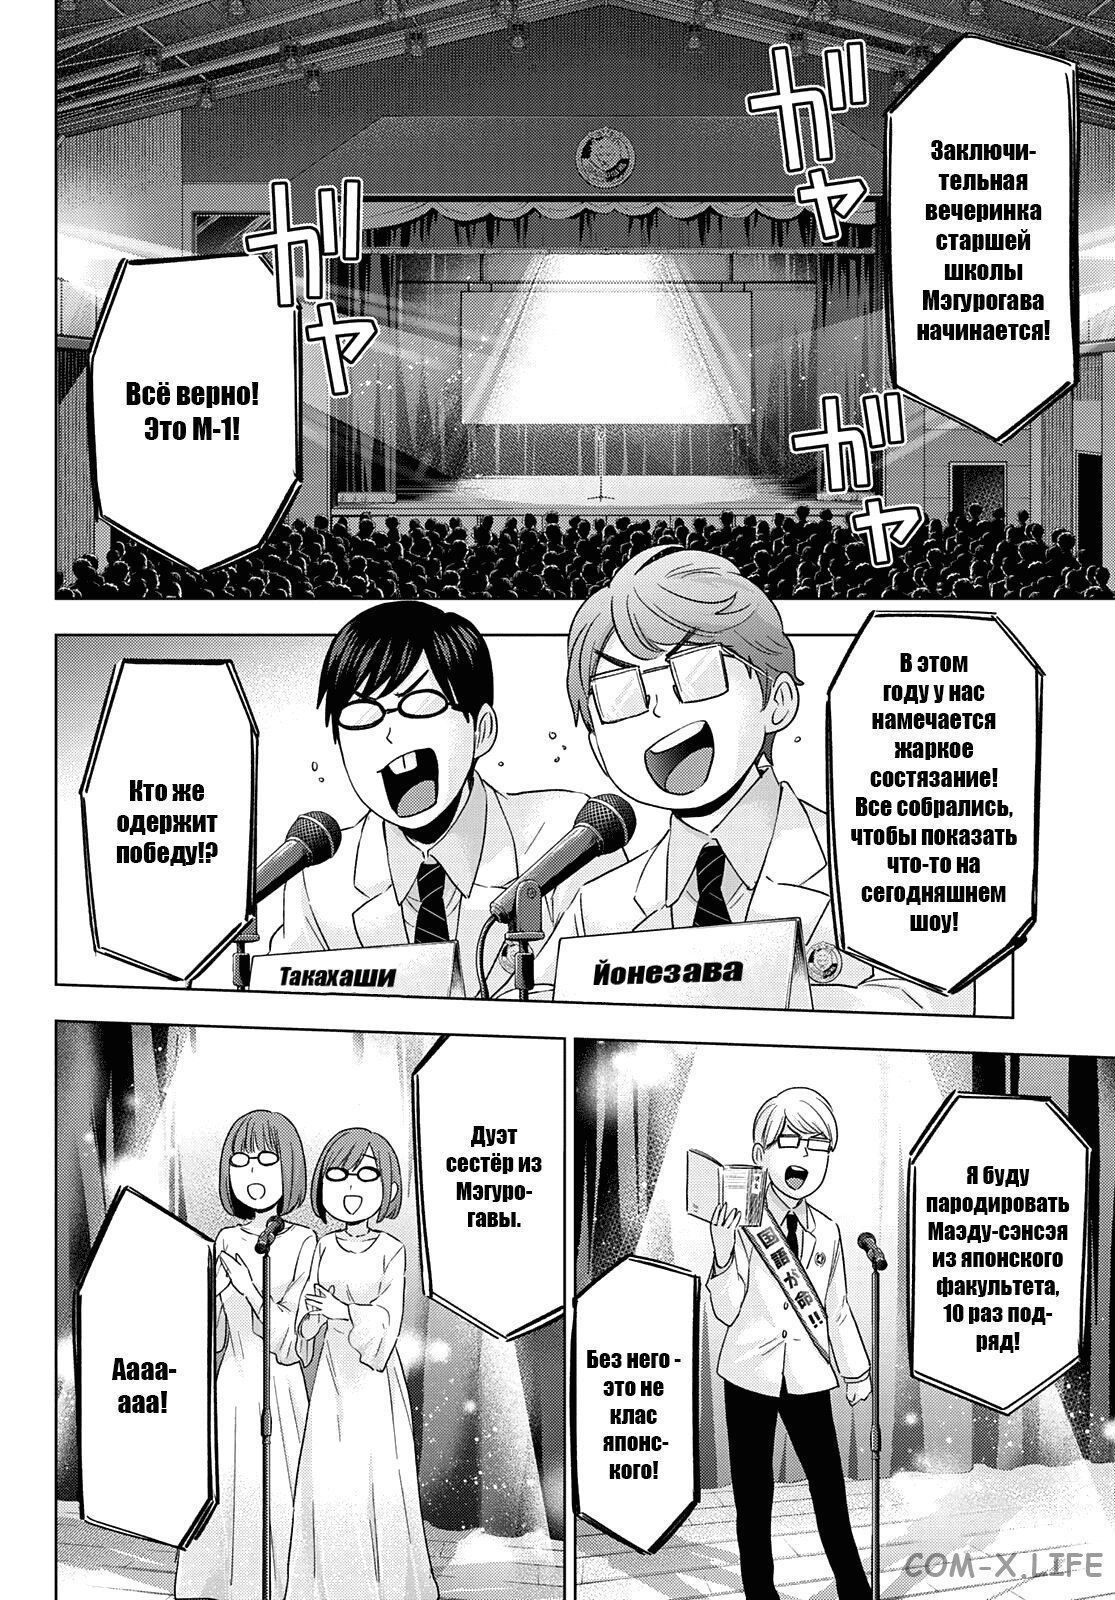 Заключи-
тельная
вечеринка
старшей
школы
Мэгурогава
начинается!
ガヤ
ガヤ
ガヤ
Всё верно!
Это М-1!
В этом
году у нас
намечается
жаркое
состязание!
Все собрались,
чтобы показать
что-то на
сегодняшнем
шоу!
Кто же
одержит
победу!?
Такахаши
Йонезава
Я буду
пародировать
Маэду-сэнсэя
из японского
факультета,
10 раз под-
ряд!
国語が命!!
Без него -
это не
клас
японс-
кого!
Дуэт
сестёр из
Мэгуро-
гавы.
Аааа-
ааа!
COM-X.LIFE